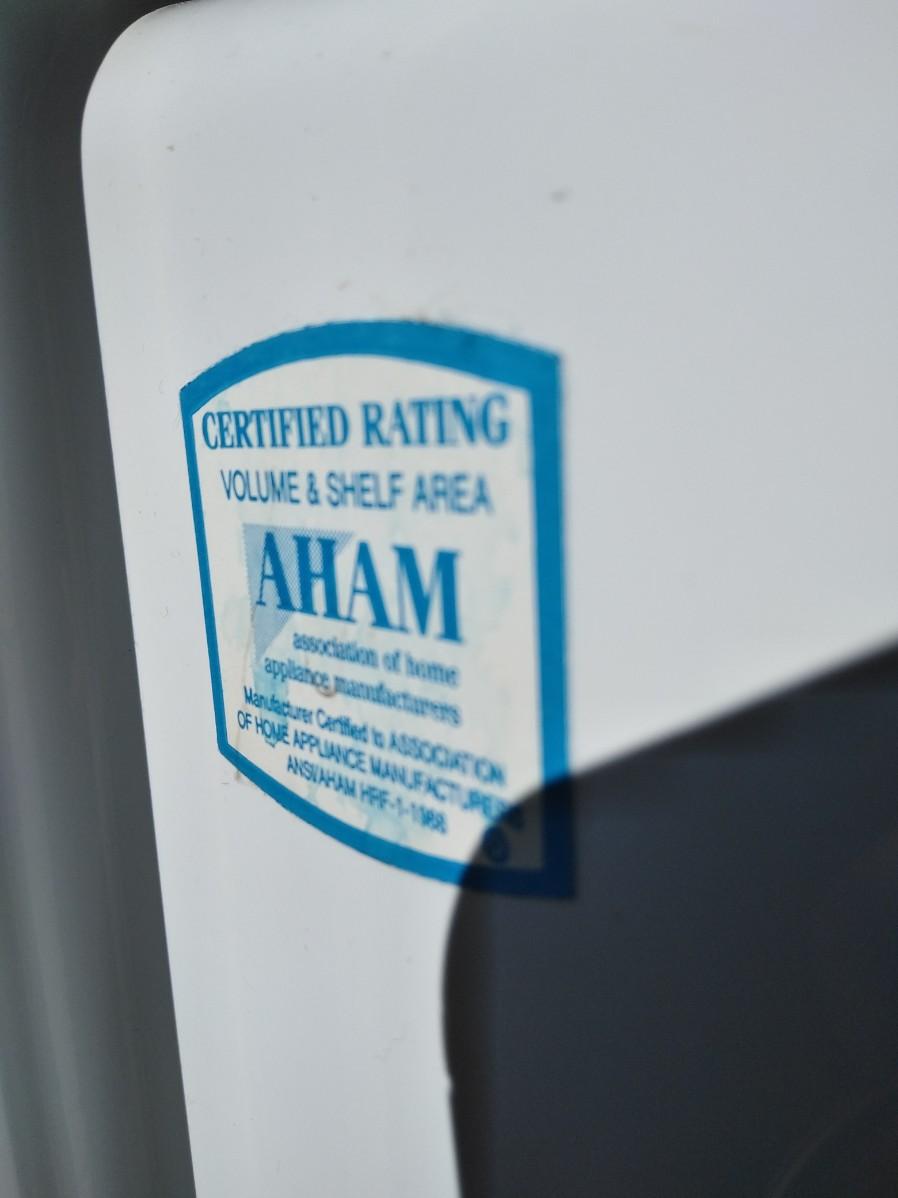 CERTIFIED RATING
VOLUME & SHELF AREA
AHAM
association of home
appliance manufacturers
Manufacturer Certified to ASSOCIATION
OF HOME APPLIANCE MANUFACTURERS
ANSI/AHAM HRF-1-1988
®